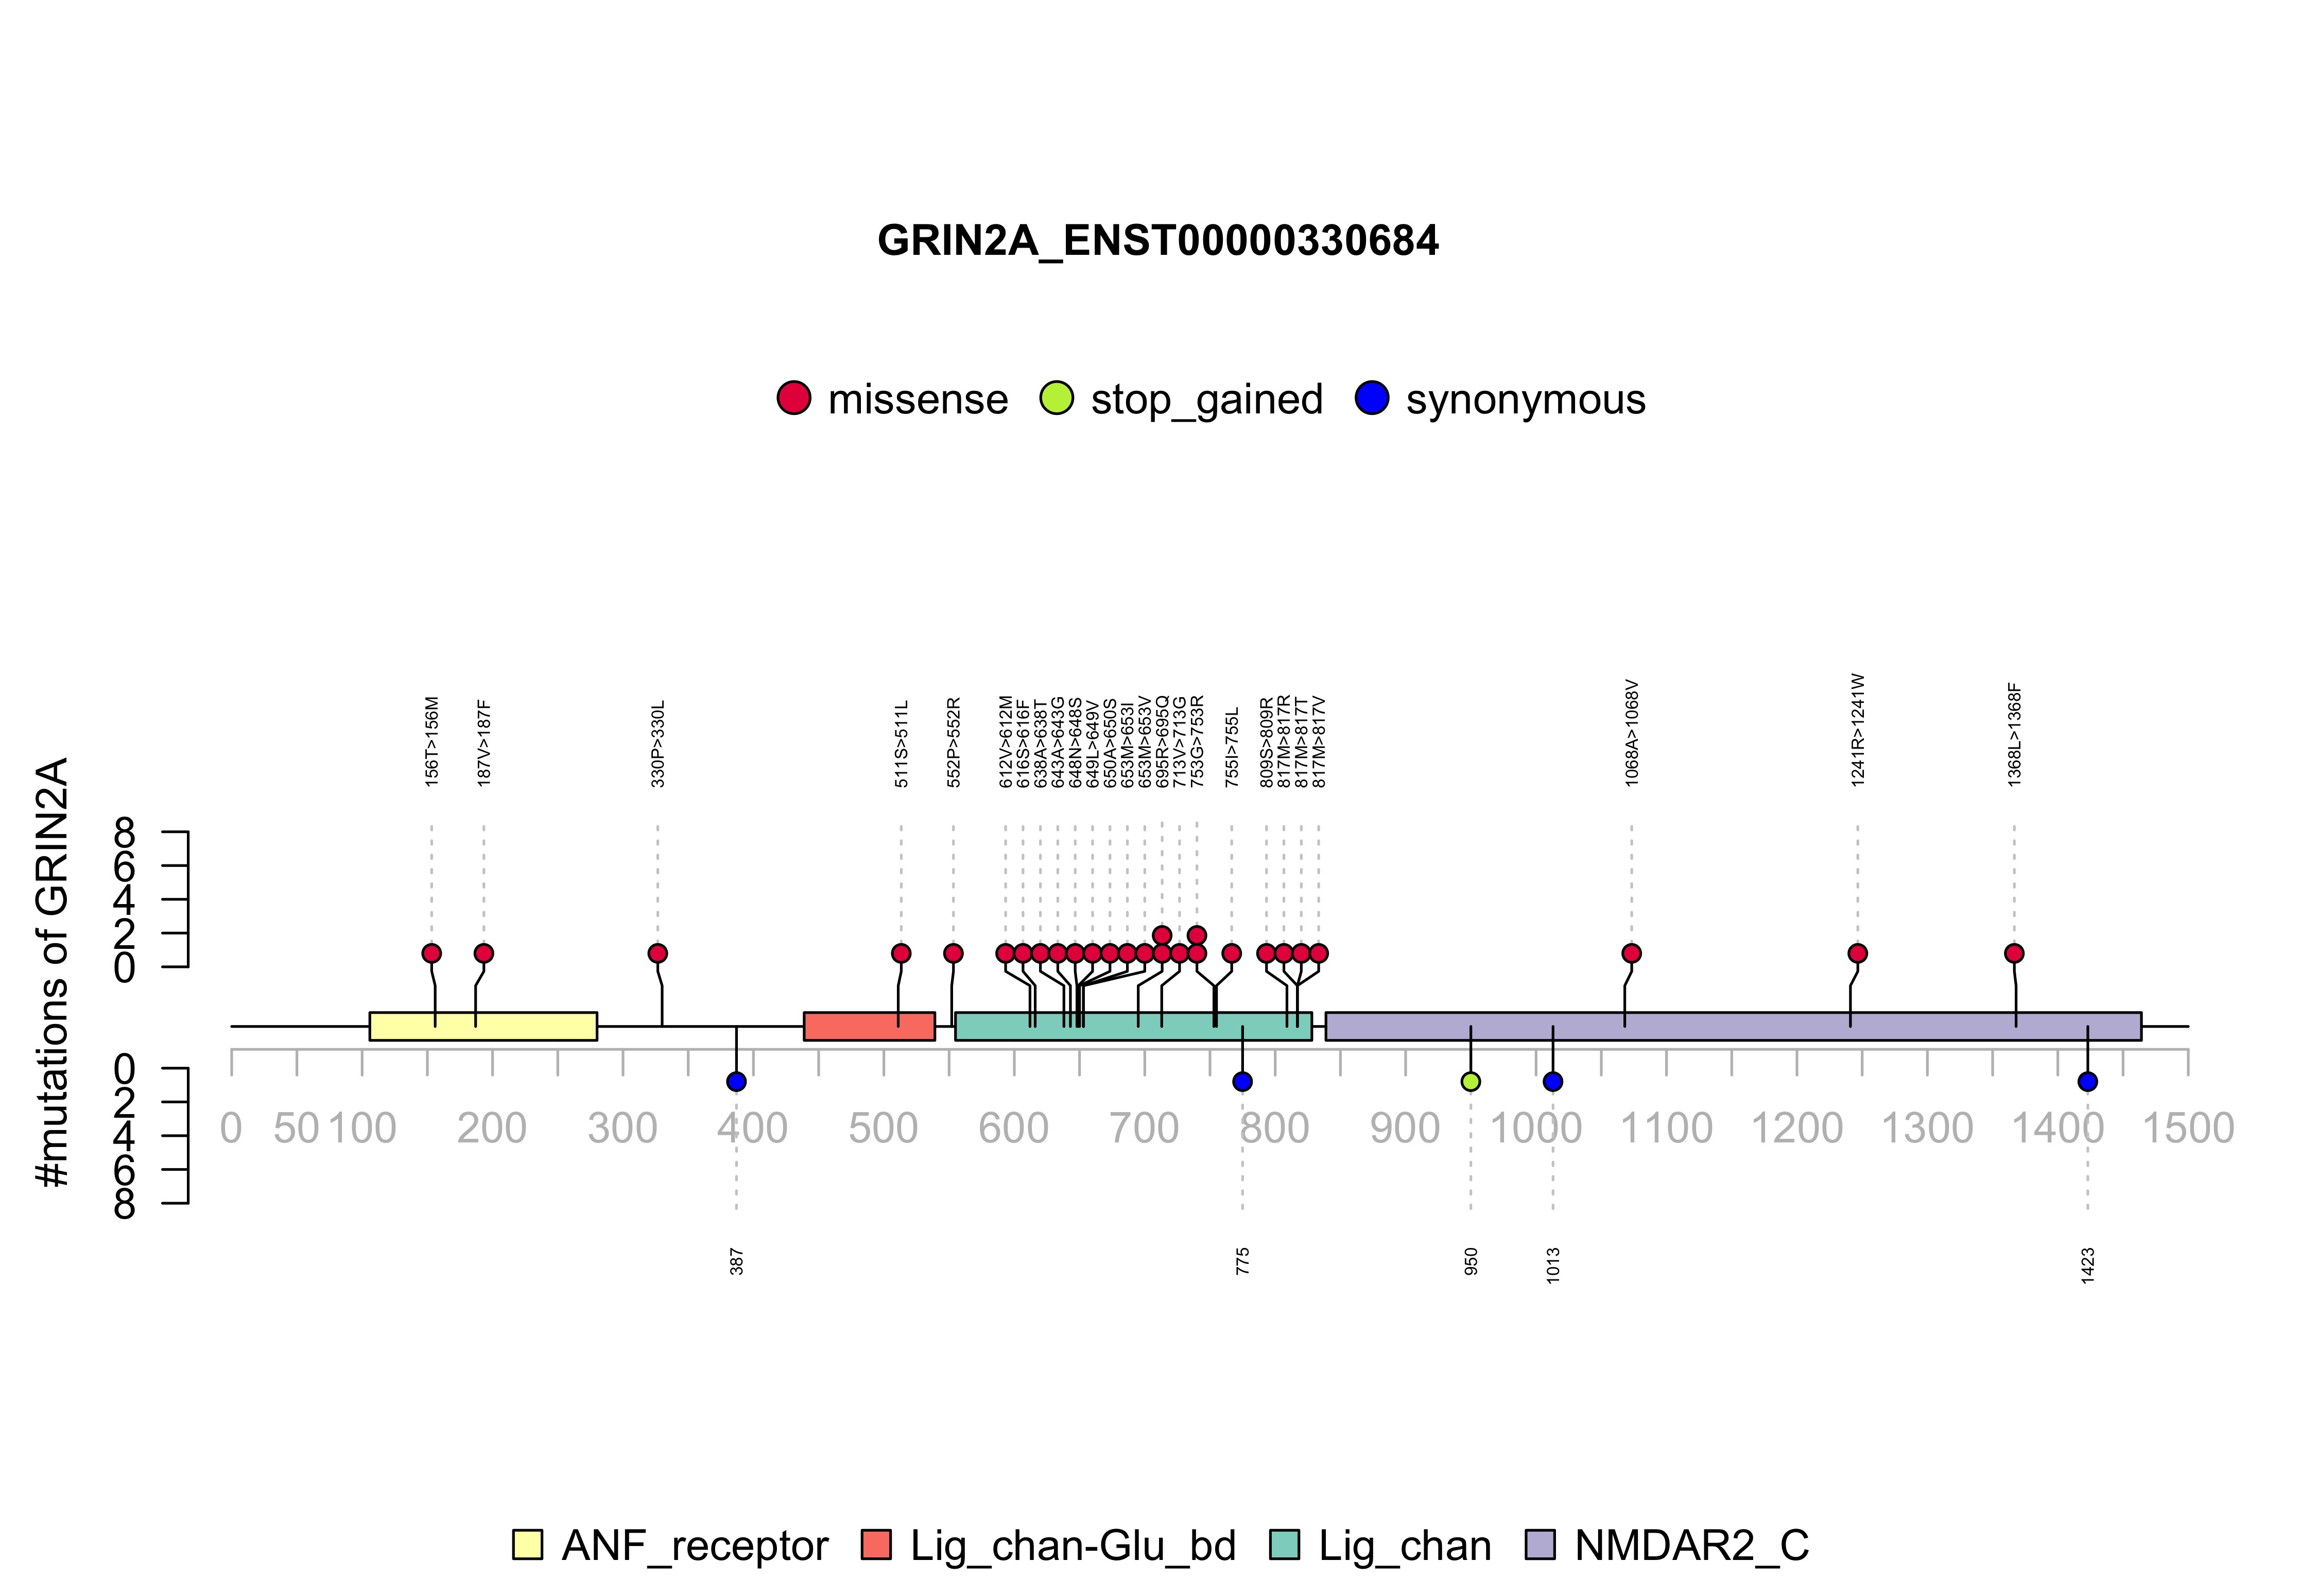 GRIN2A_ENST00000330684
missense stop_gained synonymous
156T>156M
187V>187F
330P>330L
511S>511L
552P>552R
612V>612M
616S>616F
638A>638T
643A>643G
648N>648S
649L>649V
650A>650S
653M>653I
653M>653V
695R>695Q
713V>713G
753G>753R
755I>755L
809S>809R
817M>817R
817M>817T
817M>817V
1068A>1068V
1241R>1241W
1368L>1368F
#mutations of GRIN2A
8
6
4
2
0
0
2
4
6
8
0 50 100 200 300 400 500 600 700 800 900 1000 1100 1200 1300 1400 1500
387
775
950
1013
1423
ANF_receptor Lig_chan-Glu_bd Lig_chan NMDAR2_C